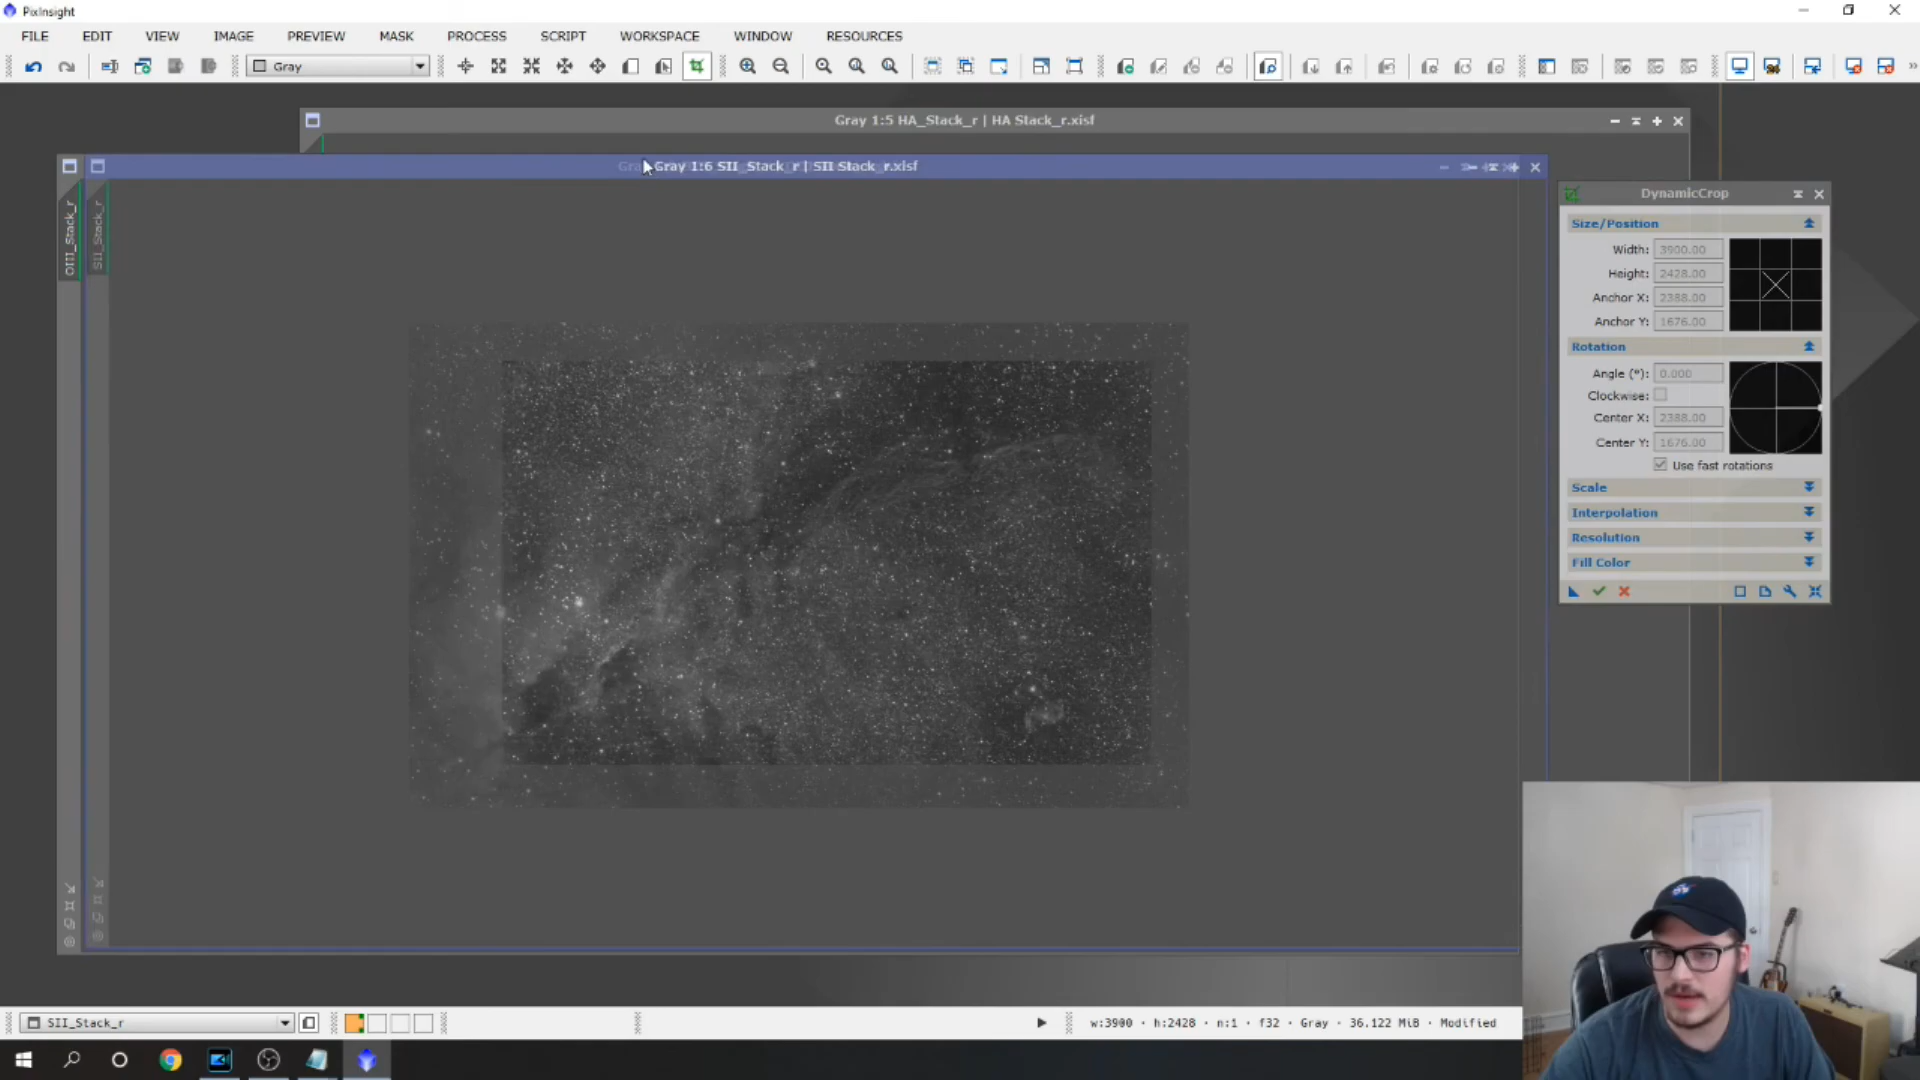 PixInsight
FILE EDIT VIEW IMAGE PREVIEW MASK PROCESS SCRIPT WORKSPACE WINDOW RESOURCES
Gray
Gray 1:5 HA_Stack_r | HA Stack_r.xisf
Gray 1:6 SII_Stack_r | SII Stack_r.xisf
OIII_Stack_r
SII_Stack_r
DynamicCrop
Size/Position
Width: 3900.00
Height: 2428.00
Anchor X: 2388.00
Anchor Y: 1676.00
Rotation
Angle (°): 0.000
Clockwise:
Center X: 2388.00
Center Y: 1676.00
Use fast rotations
Scale
Interpolation
Resolution
Fill Color
SII_Stack_r
w:3900 · h:2428 · n:1 · f32 · Gray · 36.122 MiB · Modified